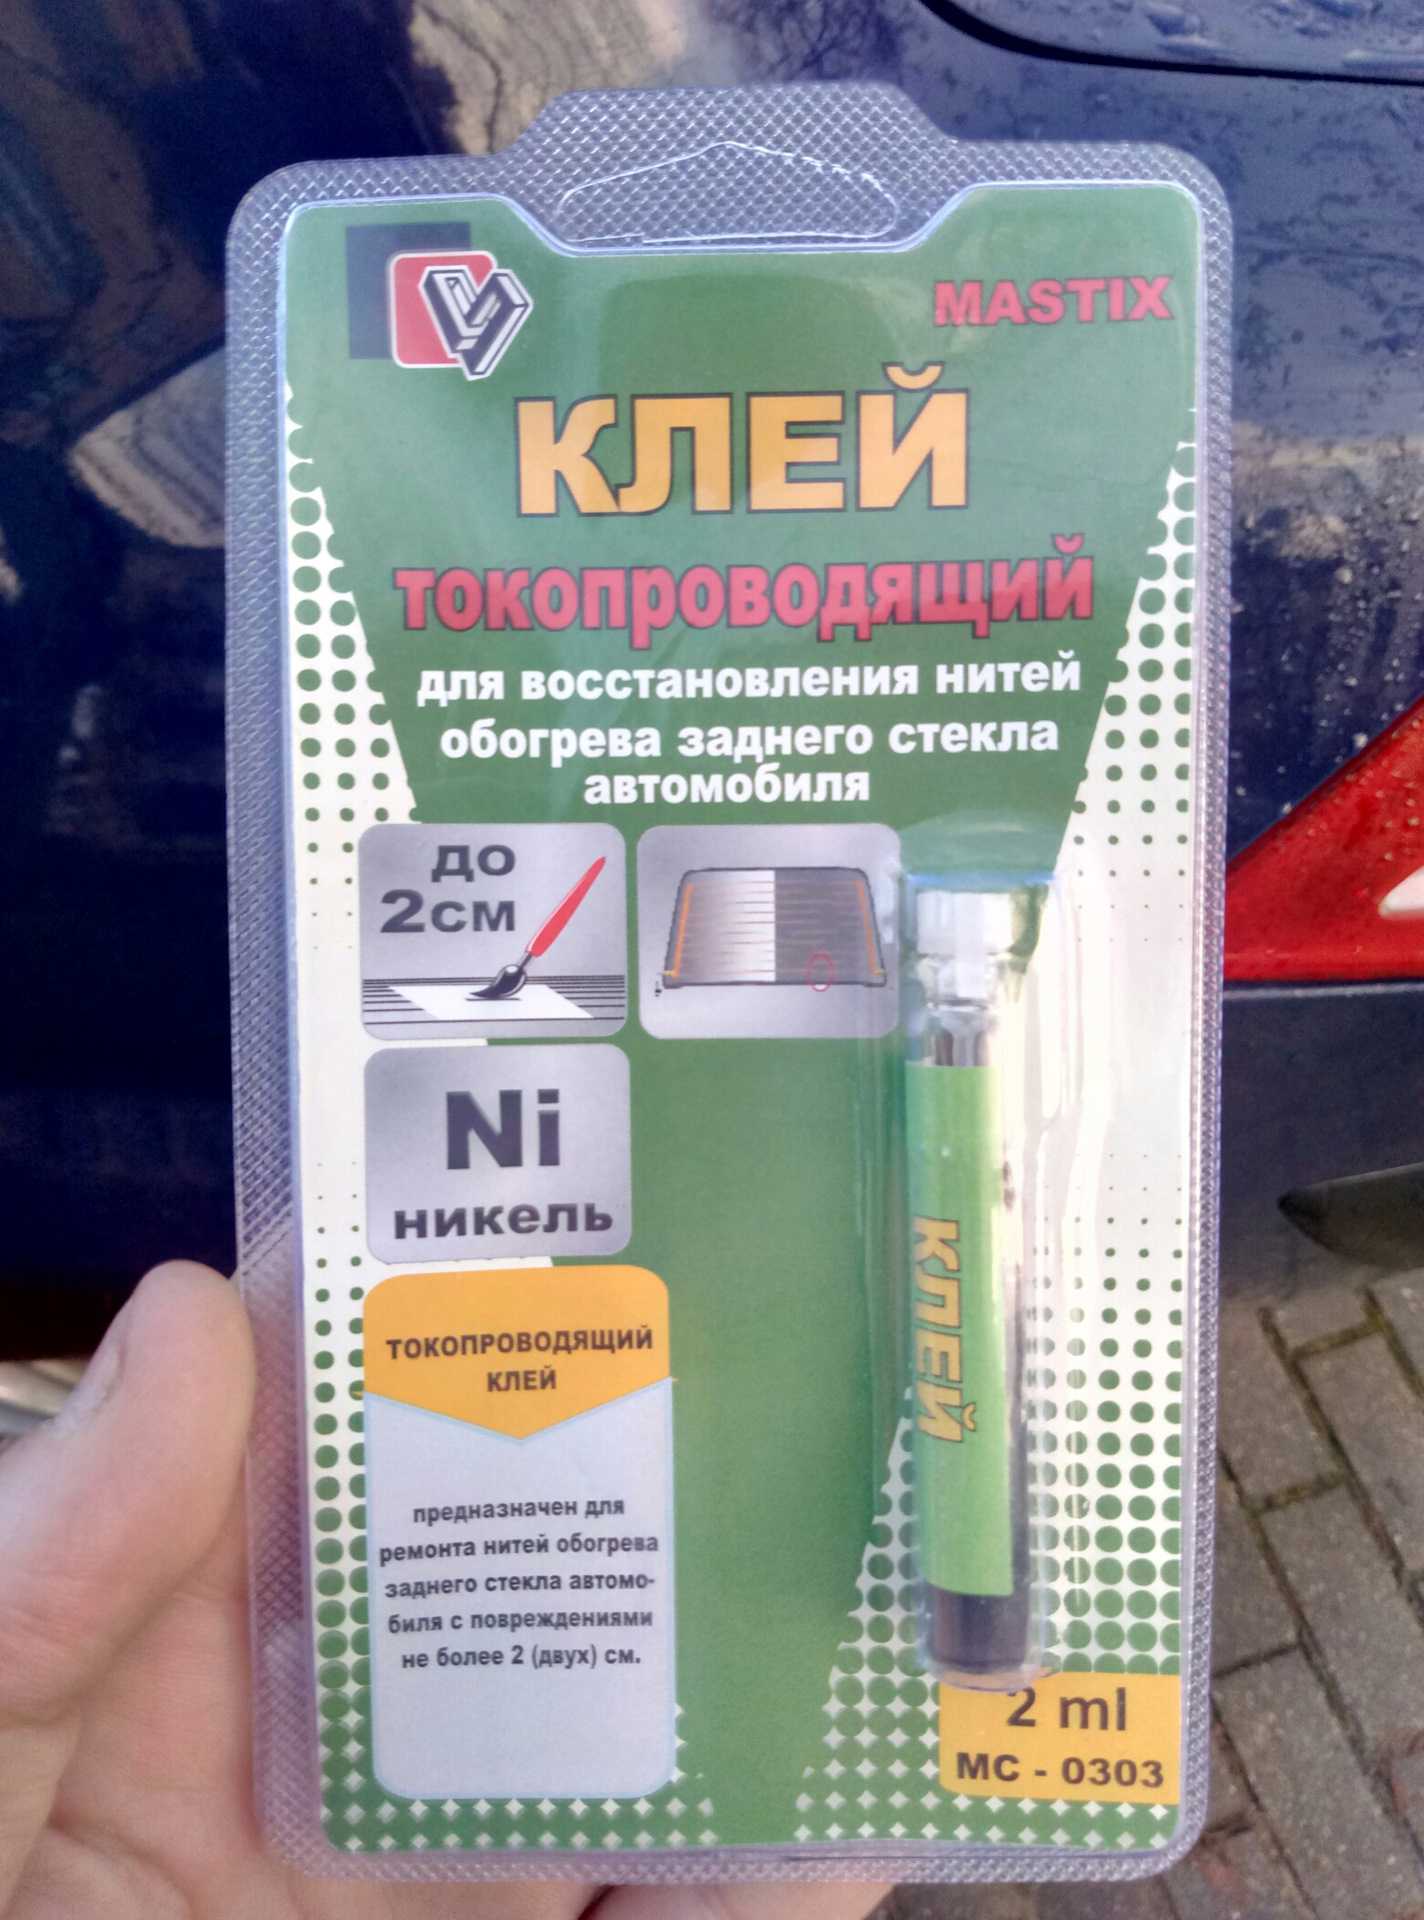 MASTIX
КЛЕЙ
токопроводящий
для восстановления нитей
обогрева заднего стекла
автомобиля
до
2см
Ni
никель
ТОКОПРОВОДЯЩИЙ
КЛЕЙ
предназначен для
ремонта нитей обогрева
заднего стекла автомо-
биля с повреждениями
не более 2 (двух) см.
КЛЕЙ
2 ml
МС - 0303